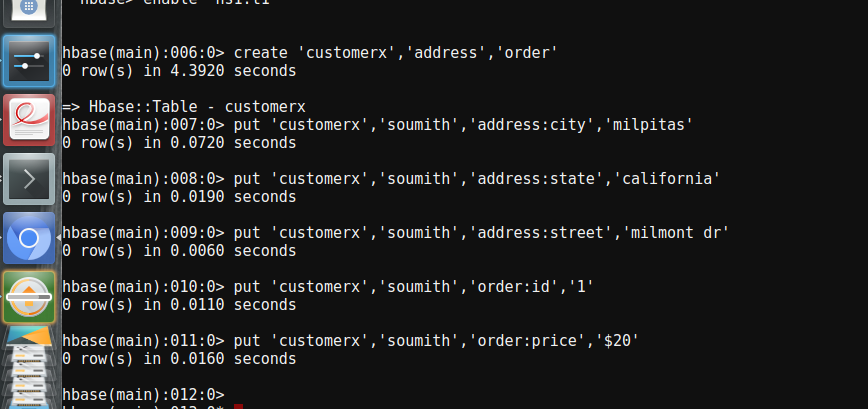 hbase> enable 'ns1:t1'
hbase(main):006:0> create 'customerx','address','order'
0 row(s) in 4.3920 seconds
=> Hbase::Table - customerx
hbase(main):007:0> put 'customerx','soumith','address:city','milpitas'
0 row(s) in 0.0720 seconds
hbase(main):008:0> put 'customerx','soumith','address:state','california'
0 row(s) in 0.0190 seconds
hbase(main):009:0> put 'customerx','soumith','address:street','milmont dr'
0 row(s) in 0.0060 seconds
hbase(main):010:0> put 'customerx','soumith','order:id','1'
0 row(s) in 0.0110 seconds
hbase(main):011:0> put 'customerx','soumith','order:price','$20'
0 row(s) in 0.0160 seconds
hbase(main):012:0>
hbase(main):013:0*